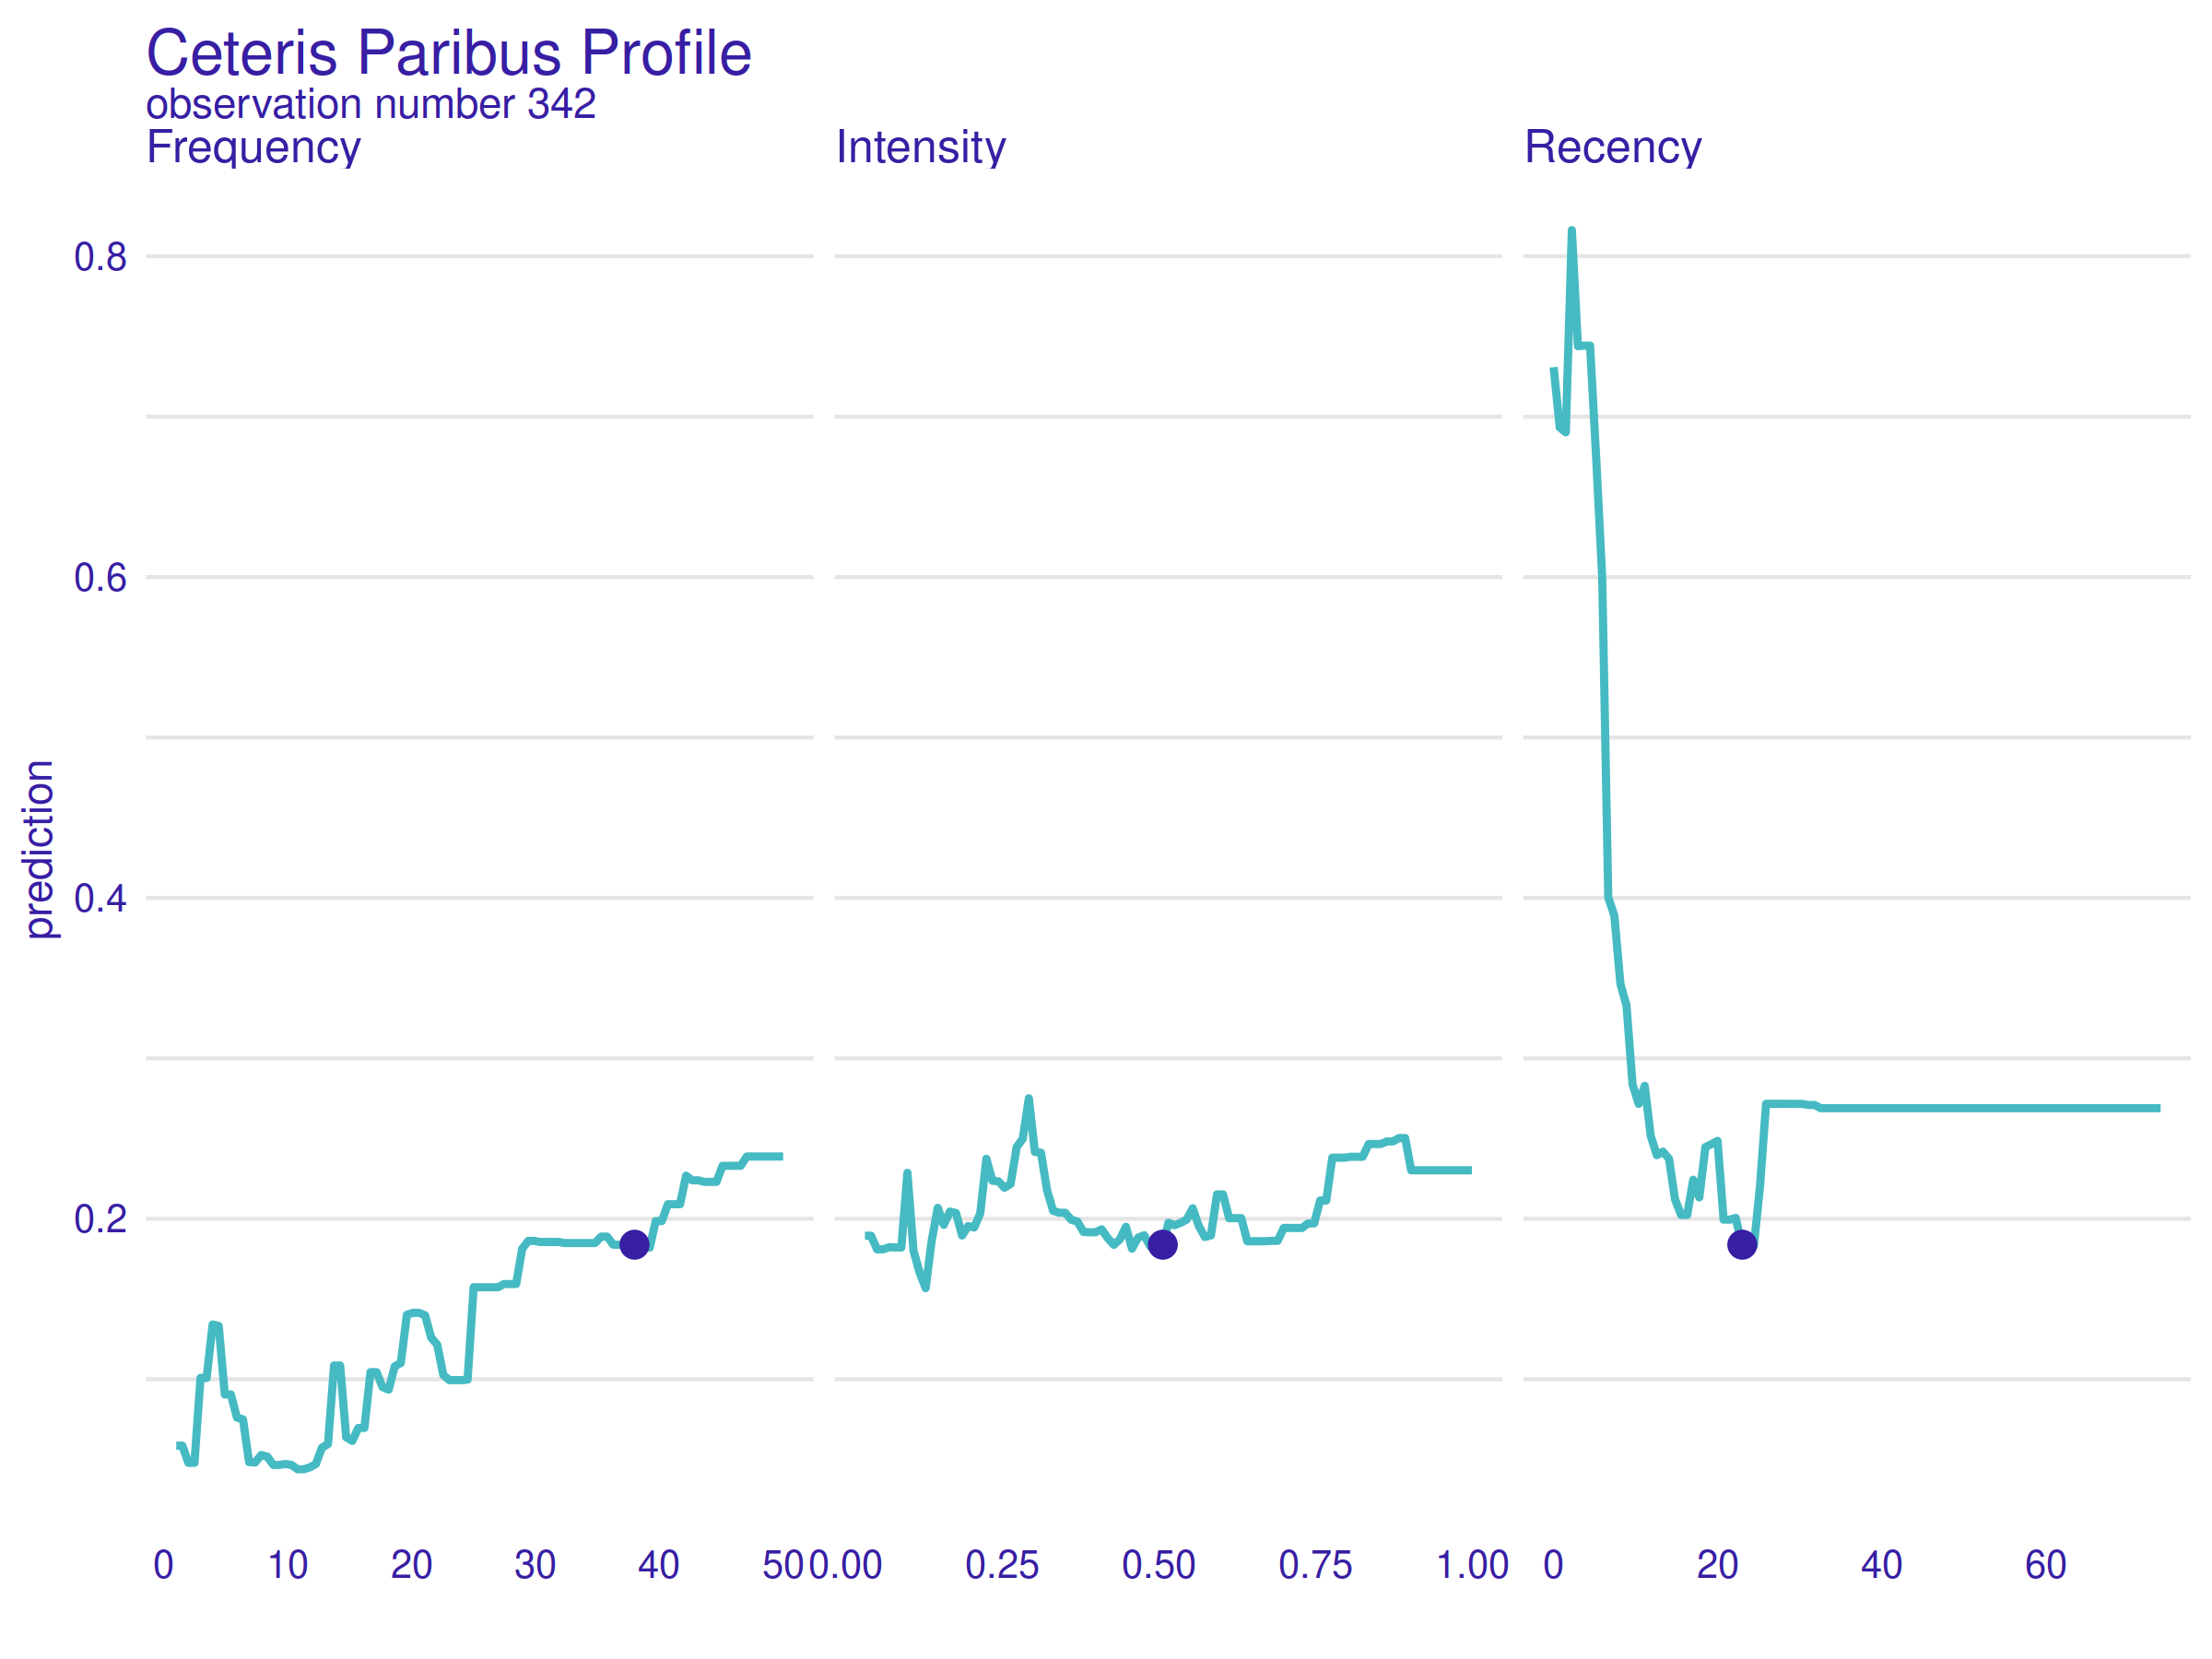 Ceteris Paribus Profile
observation number 342
Frequency Intensity Recency
0.8
0.6
0.4
0.2
prediction
0 10 20 30 40 50 0.00 0.25 0.50 0.75 1.00 0 20 40 60